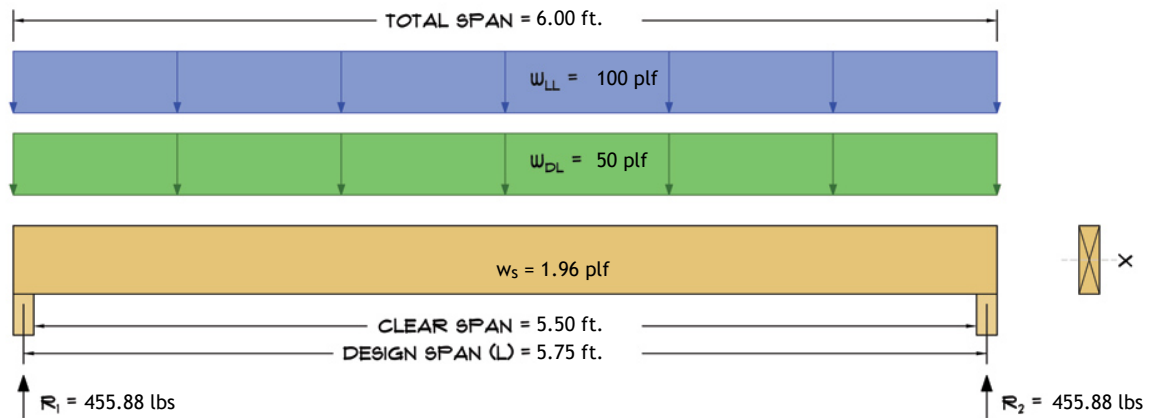 TOTAL SPAN = 6.00 ft.
WLL = 100 plf
WDL = 50 plf
ws = 1.96 plf
X
CLEAR SPAN = 5.50 ft.
DESIGN SPAN (L) = 5.75 ft.
R1 = 455.88 lbs
R2 = 455.88 lbs